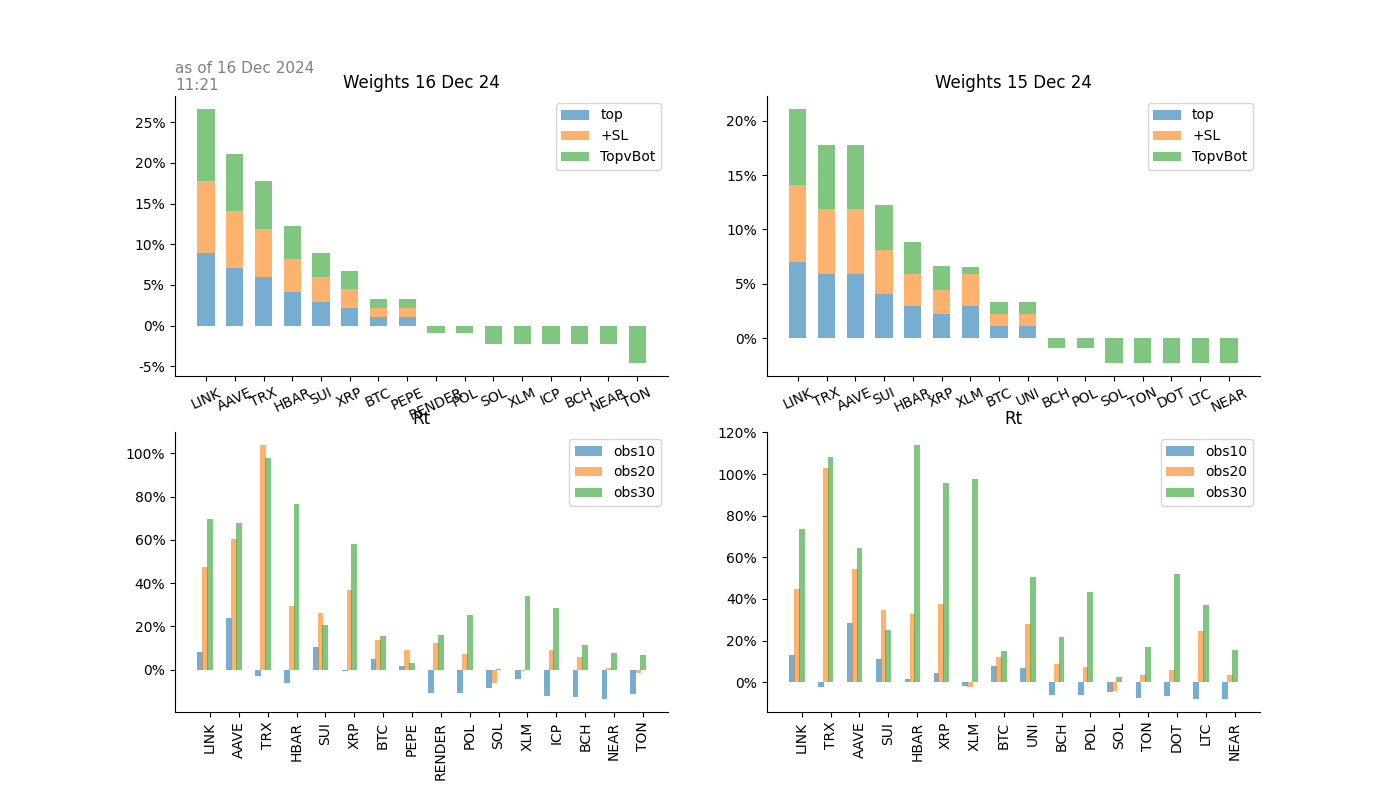 as of 16 Dec 2024
11:21
Weights 16 Dec 24
25%
20%
15%
10%
5%
0%
-5%
top
+SL
TopvBot
LINK AAVE TRX HBAR SUI XRP BTC PEPE RENDER POL SOL XLM ICP BCH NEAR TON
Weights 15 Dec 24
20%
15%
10%
5%
0%
top
+SL
TopvBot
LINK TRX AAVE SUI HBAR XRP XLM BTC UNI BCH POL SOL TON DOT LTC NEAR
Rt
100%
80%
60%
40%
20%
0%
obs10
obs20
obs30
LINK AAVE TRX HBAR SUI XRP BTC PEPE RENDER POL SOL XLM ICP BCH NEAR TON
Rt
120%
100%
80%
60%
40%
20%
0%
obs10
obs20
obs30
LINK TRX AAVE SUI HBAR XRP XLM BTC UNI BCH POL SOL TON DOT LTC NEAR